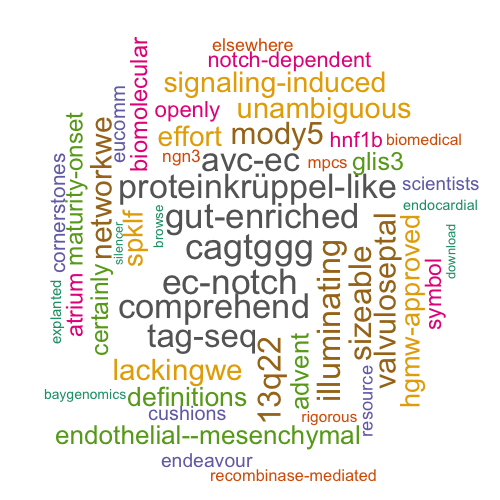 elsewhere
notch-dependent
signaling-induced
biomolecular
eucomm
openly
unambiguous
effort
mody5
hnf1b
biomedical
ngn3
avc-ec
mpcs
glis3
maturity-onset
networkwe
cornerstones
proteinkrüppel-like
scientists
endocardial
spklf
browse
silencer
gut-enriched
cagtggg
ec-notch
comprehend
tag-seq
illuminating
sizeable
valvuloseptal
hgmw-approved
symbol
download
explanted
atrium
certainly
lackingwe
13q22
advent
resource
baygenomics
definitions
cushions
rigorous
endothelial--mesenchymal
endeavour
recombinase-mediated